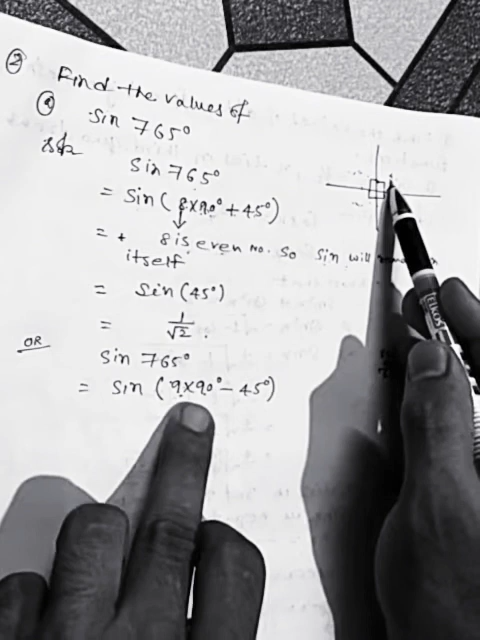 ② Find the values of
ⓐ Sin 765°
Sin 765°
= Sin (8×90° + 45°)
= + 8 is even no. so Sin will
itself
= Sin (45°)
= 1/√2 .
OR
Sin 765°
= Sin (9×90° - 45°)